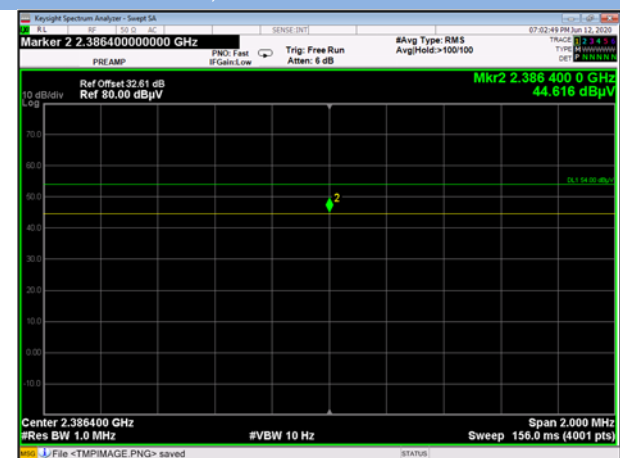 Keysight Spectrum Analyzer - Swept SA
RL RF 50 Ω AC SENSE:INT 07:02:49 PM Jun 12, 2020
Marker 2 2.386400000000 GHz #Avg Type: RMS TRACE 1 2 3 4 5 6
PNO: Fast Trig: Free Run Avg|Hold:>100/100 TYPE M WWWWW
PREAMP IFGain:Low Atten: 6 dB DET P NNNNN
Mkr2 2.386 400 0 GHz
Ref Offset 32.61 dB
10 dB/div Ref 80.00 dBµV 44.616 dBµV
Log
70.0
60.0
DL1 54.00 dBµV
50.0
2
40.0
30.0
20.0
10.0
0.00
-10.0
Center 2.386400 GHz Span 2.000 MHz
#Res BW 1.0 MHz #VBW 10 Hz Sweep 156.0 ms (4001 pts)
MSG File <TMPIMAGE.PNG> saved STATUS